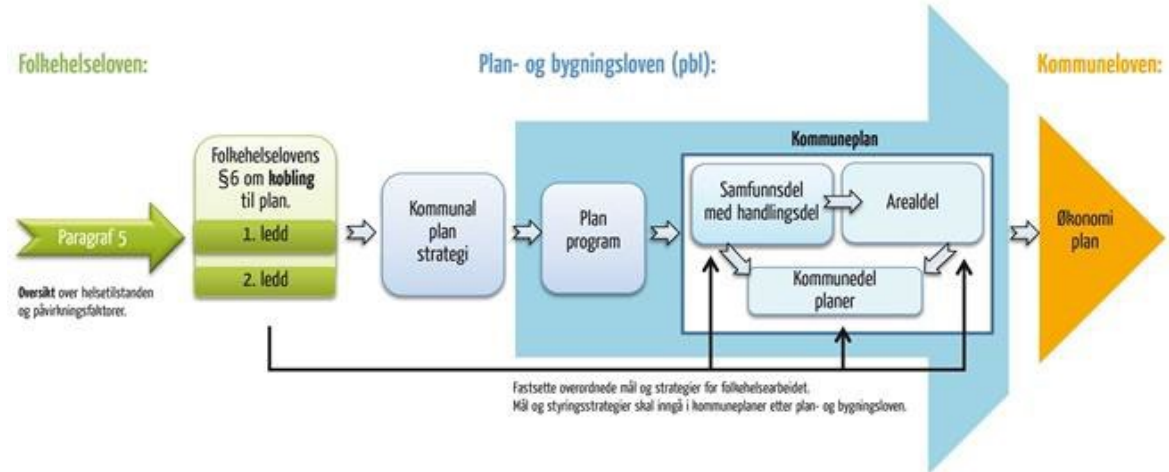 Folkehelseloven:
Plan- og bygningsloven (pbl):
Kommuneloven:
Paragraf 5
Oversikt over helsetilstanden
og påvirkningsfaktorer.
Folkehelselovens
§6 om kobling
til plan.
1. ledd
2. ledd
Kommunal
plan
strategi
Plan
program
Kommuneplan
Samfunnsdel
med handlingsdel
Arealdel
Kommunedel
planer
Økonomi
plan
Fastsette overordnede mål og strategier for folkehelsearbeidet.
Mål og styringsstrategier skal inngå i kommuneplaner etter plan- og bygningsloven.